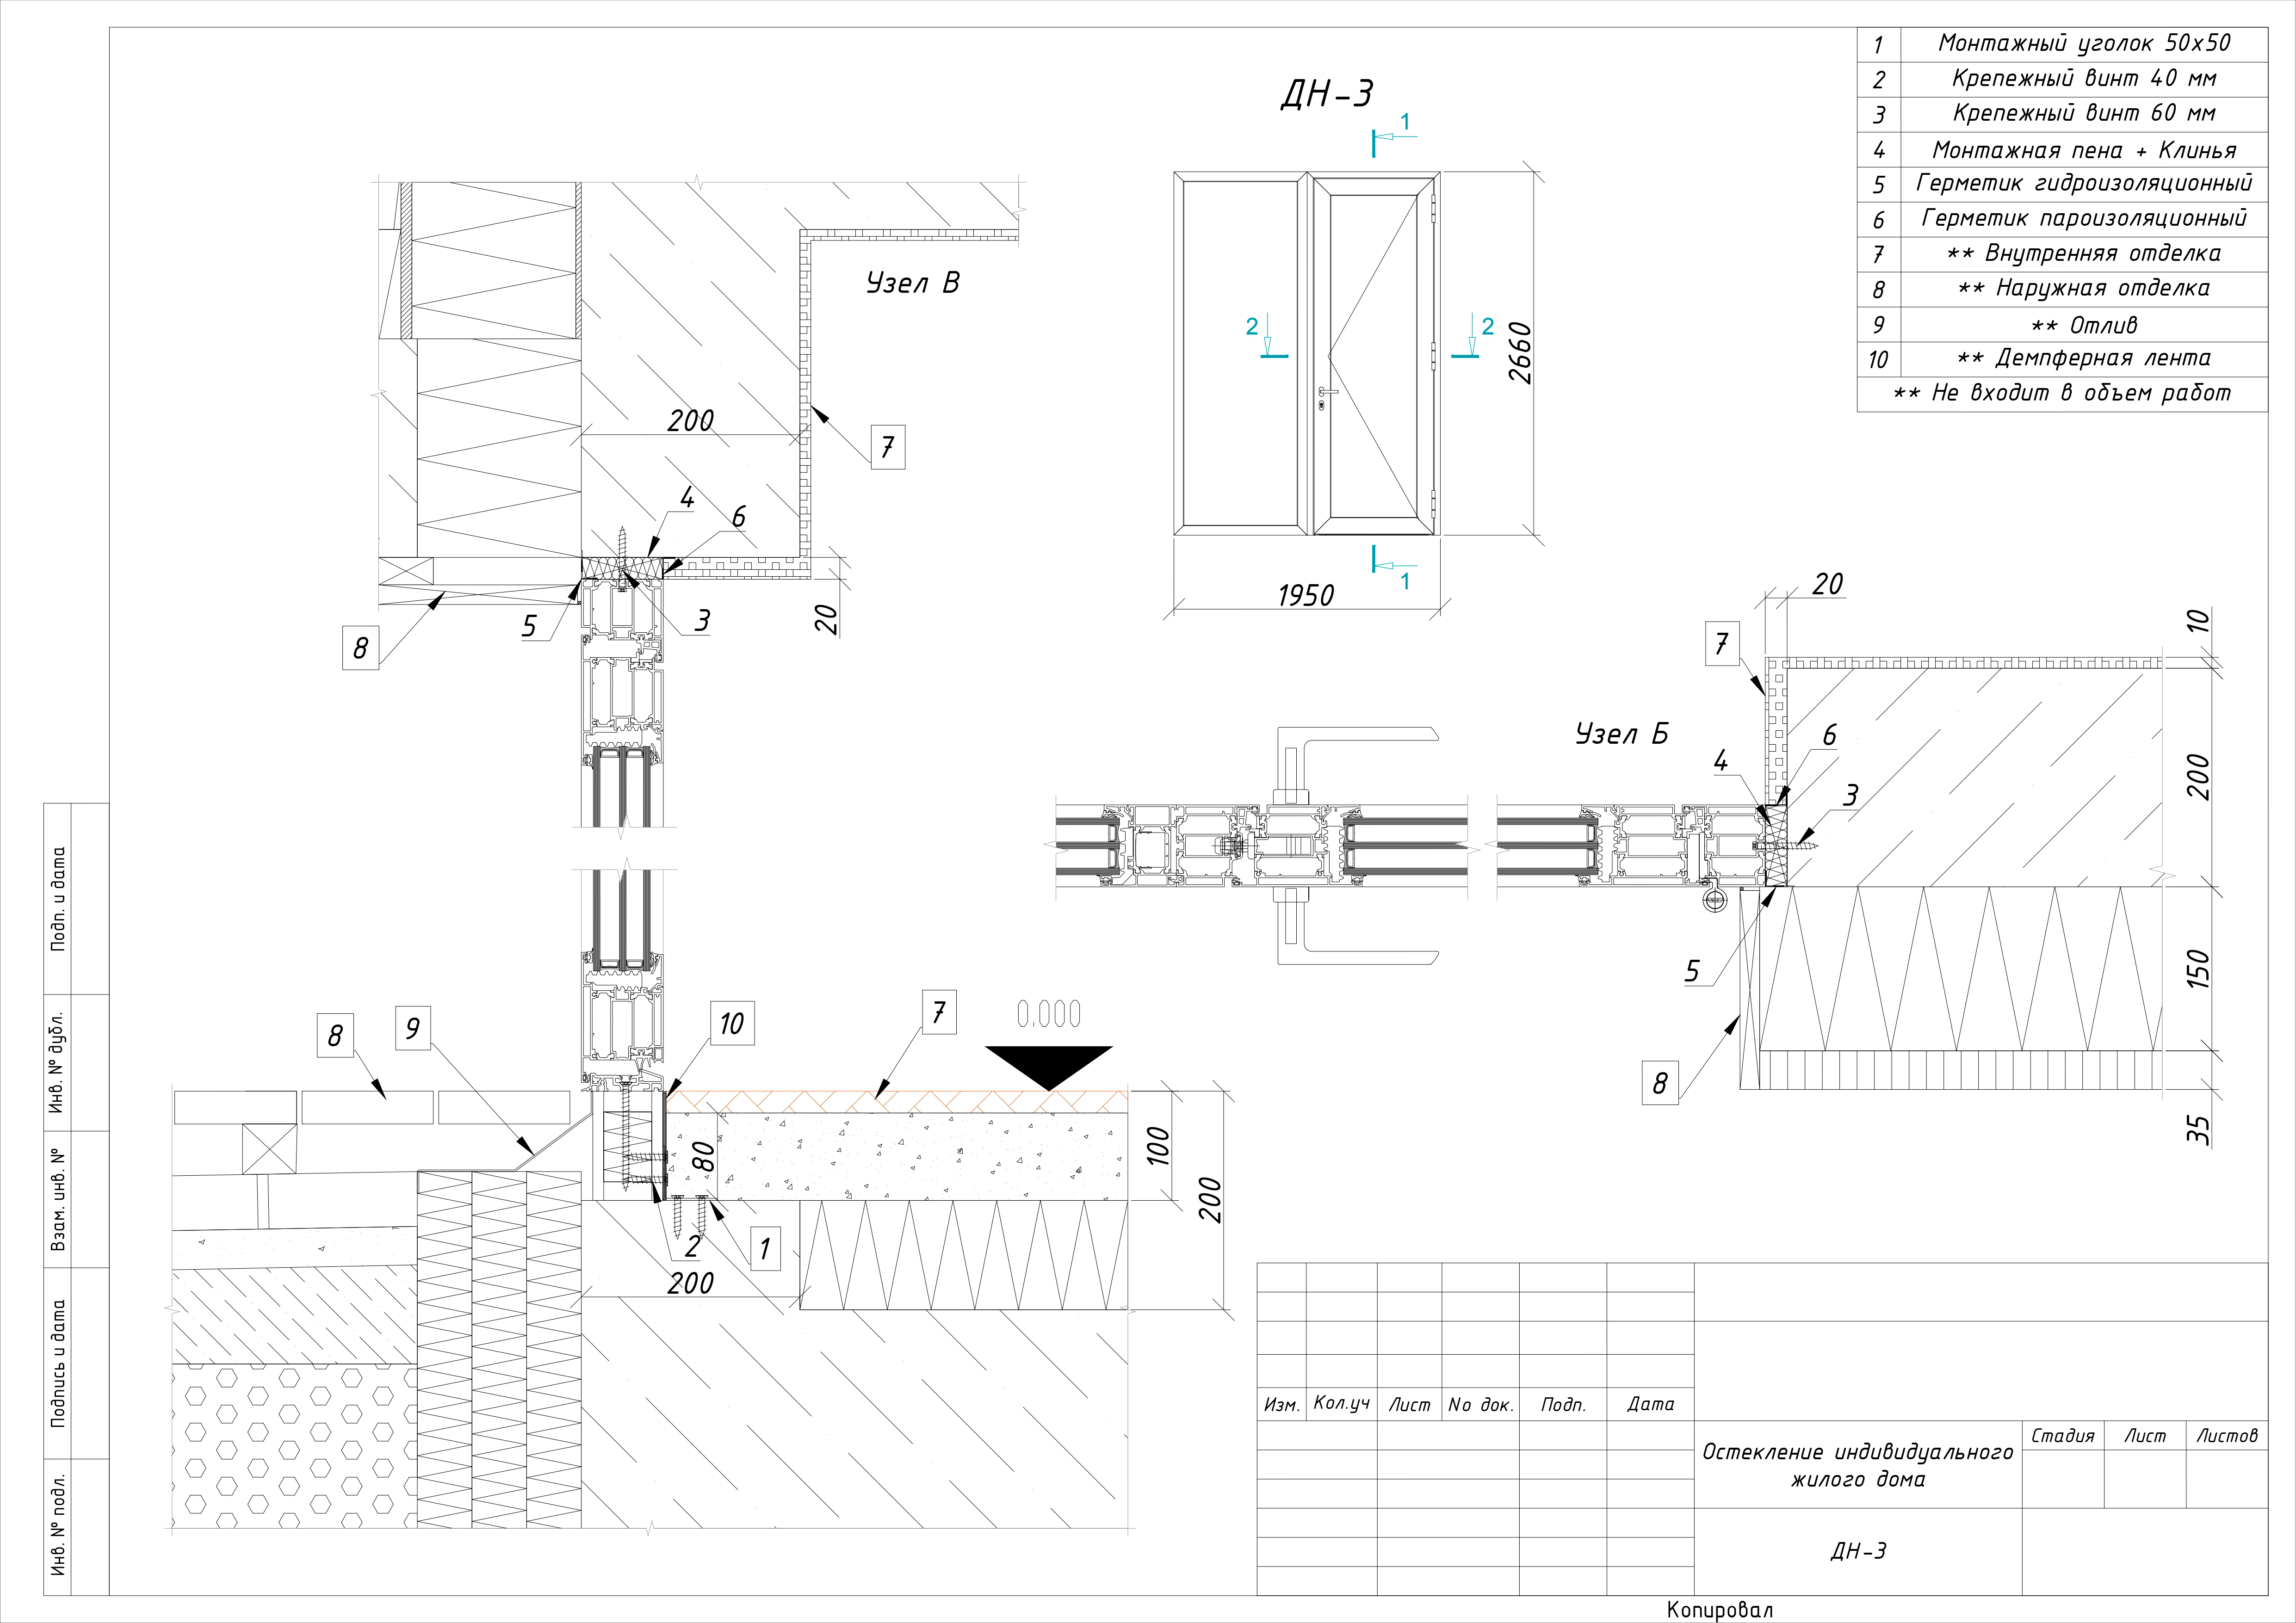 1 Монтажный уголок 50х50
2 Крепежный винт 40 мм
3 Крепежный винт 60 мм
4 Монтажная пена + Клинья
5 Герметик гидроизоляционный
6 Герметик пароизоляционный
7 ** Внутренняя отделка
8 ** Наружная отделка
9 ** Отлив
10 ** Демпферная лента
** Не входит в объем работ
ДН-3
1
2
2
2660
1
1950
Узел В
200
7
4
6
5
3
20
8
20
7
10
Узел Б
6
4
3
200
5
150
8
35
8
9
10
7
0,000
80
100
200
2
1
200
Подп. и дата
Инв. № дубл.
Взам. инв. №
Подпись и дата
Инв. № подл.
Изм.
Кол.уч
Лист
No док.
Подп.
Дата
Остекление индивидуального
жилого дома
Стадия
Лист
Листов
ДН-3
Копировал